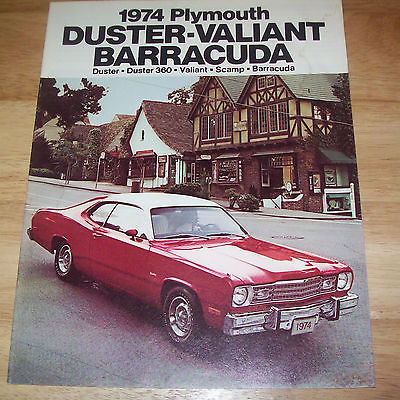 1974 Plymouth
DUSTER-VALIANT
BARRACUDA
Duster • Duster 360 • Valiant • Scamp • Barracuda
1974